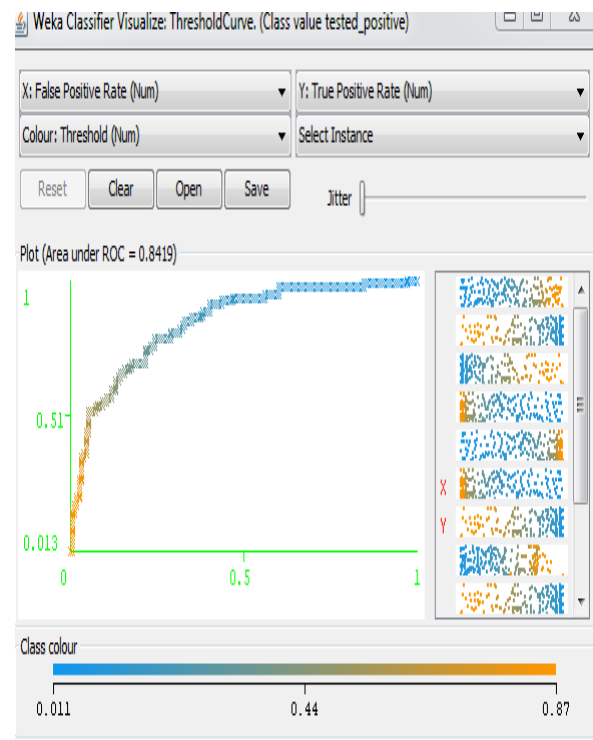 Weka Classifier Visualize: ThresholdCurve. (Class value tested_positive)
X: False Positive Rate (Num) Y: True Positive Rate (Num)
Colour: Threshold (Num) Select Instance
Reset Clear Open Save Jitter
Plot (Area under ROC = 0.8419)
1
0.51
0.013
0 0.5 1
X
Y
Class colour
0.011 0.44 0.87